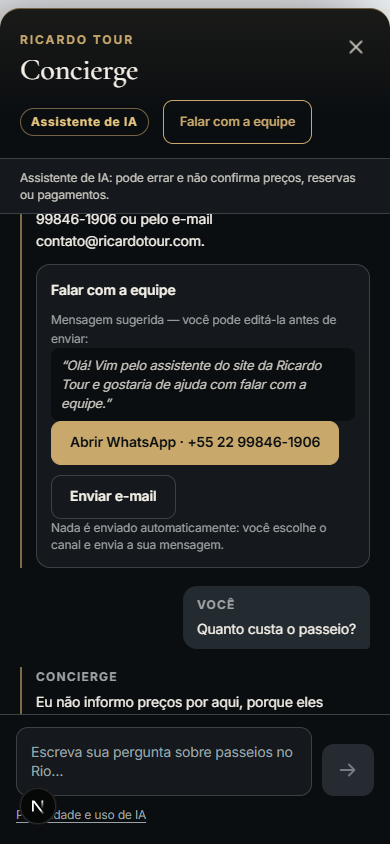 RICARDO TOUR
Concierge
Assistente de IA
Falar com a equipe
Assistente de IA: pode errar e não confirma preços, reservas
ou pagamentos.
99846-1906 ou pelo e-mail
contato@ricardotour.com.
Falar com a equipe
Mensagem sugerida — você pode editá-la antes de
enviar:
“Olá! Vim pelo assistente do site da Ricardo
Tour e gostaria de ajuda com falar com a
equipe.”
Abrir WhatsApp · +55 22 99846-1906
Enviar e-mail
Nada é enviado automaticamente: você escolhe o
canal e envia a sua mensagem.
VOCÊ
Quanto custa o passeio?
CONCIERGE
Eu não informo preços por aqui, porque eles
Escreva sua pergunta sobre passeios no
Rio...
N
e uso de IA